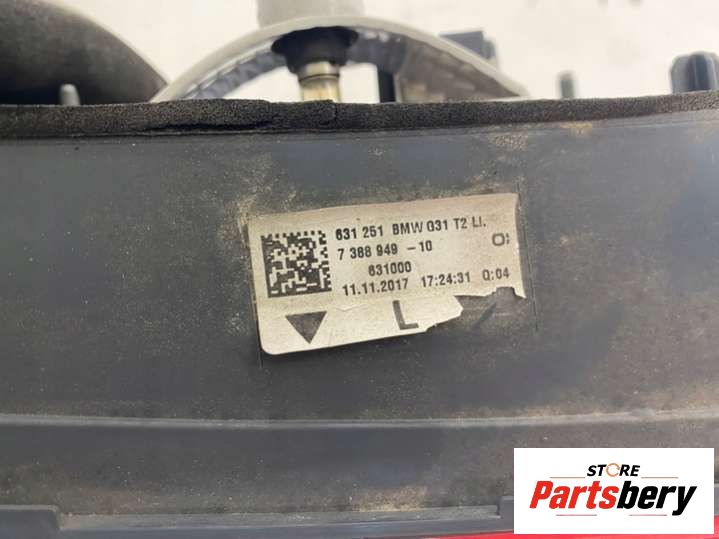 631 251 BMW G31 T2 LI.
7 388 949 - 10
631000
11.11.2017 17:24:31 Q:04
L
STORE
Partsbery